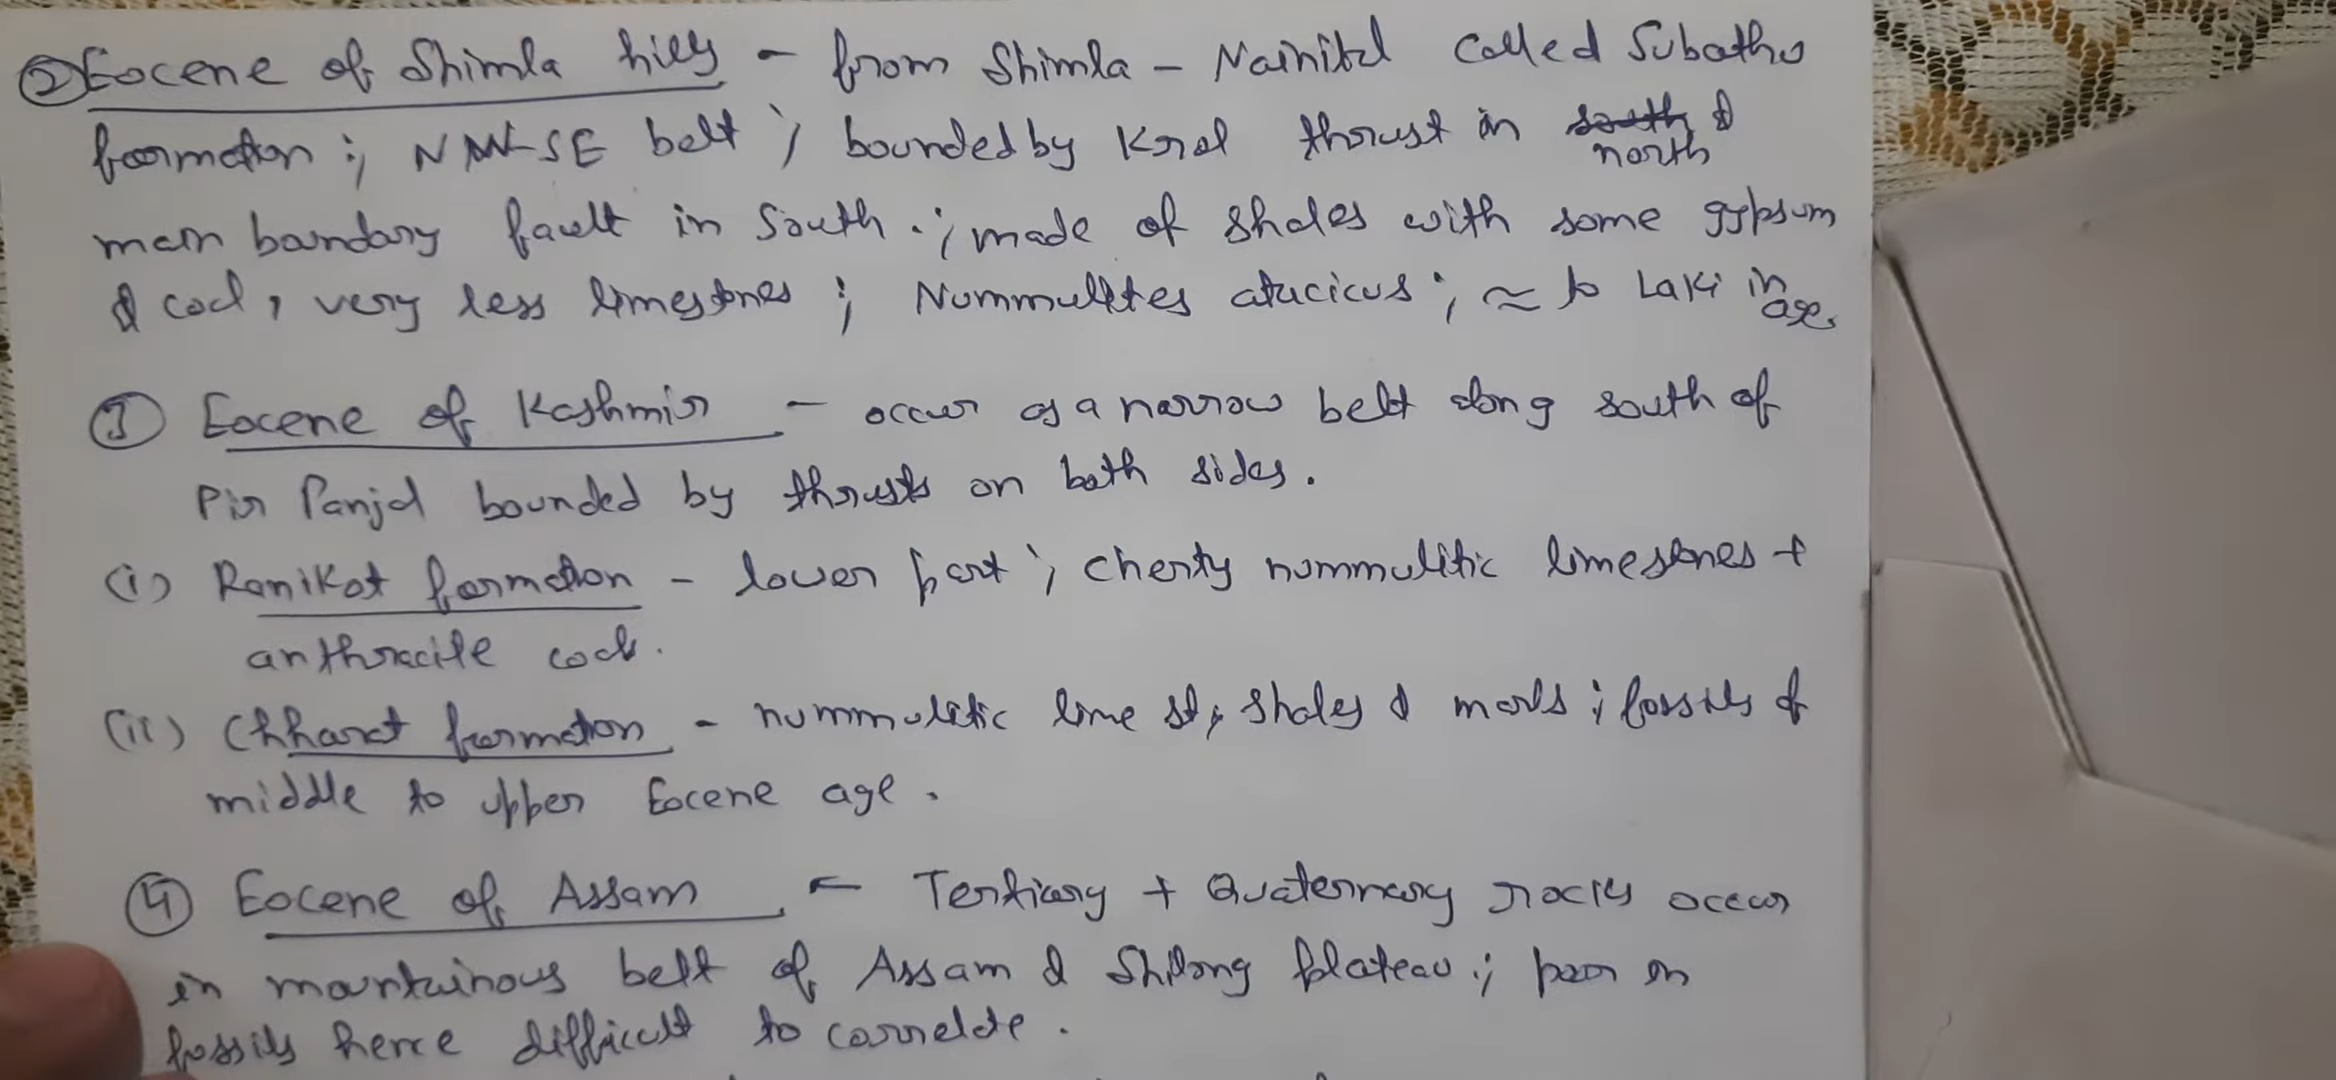 ② Eocene of Shimla hills - from Shimla - Nainital called Subathu
formation ; NNW-SE belt ; bounded by Krol thrust in north &
main boundary fault in south . ; made of shales with some gypsum
& coal , very less limestones ; Nummulites atacicus ; ≈ to Laki in age.
③ Eocene of Kashmir - occur as a narrow belt along south of
Pir Panjal bounded by thrusts on both sides.
(i) Ranikot formation - lower part ; cherty nummulitic limestones +
anthracite coal.
(ii) Chharat formation - nummulitic lime st, shales & marls ; fossils of
middle to upper Eocene age .
④ Eocene of Assam - Tertiary + Quaternary rocks occur
in mountainous belt of Assam & Shillong plateau ; poor in
fossils hence difficult to correlate .